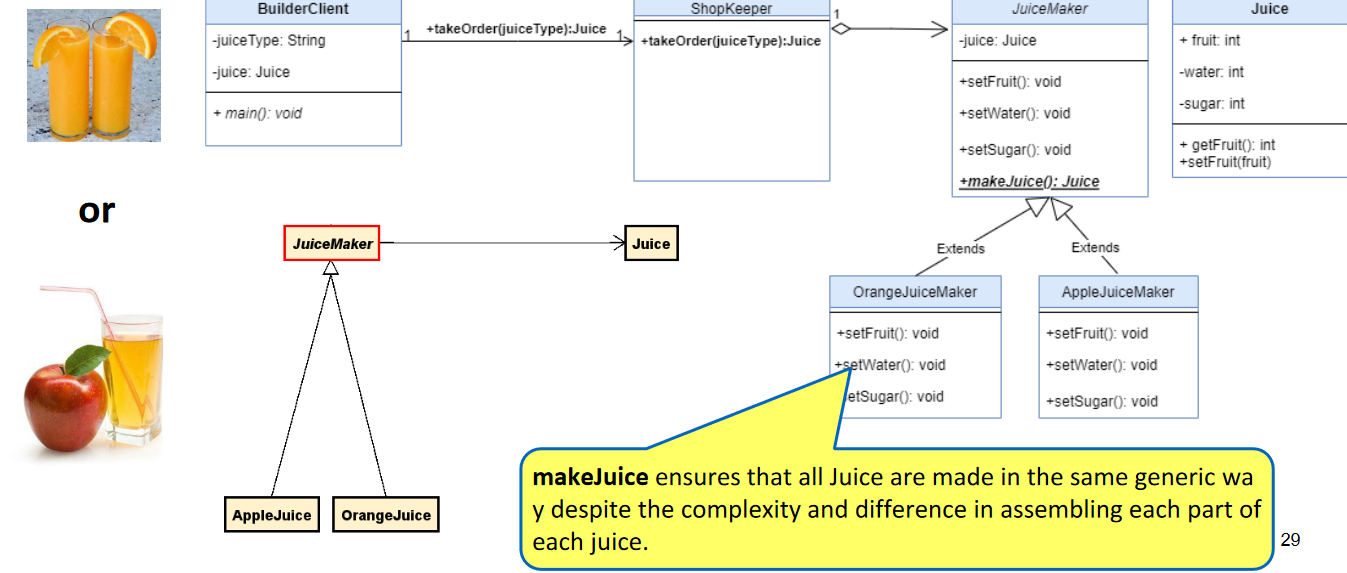 BuilderClient
-juiceType: String
-juice: Juice
+ main(): void
1
+takeOrder(juiceType):Juice
1
ShopKeeper
+takeOrder(juiceType):Juice
1
JuiceMaker
-juice: Juice
+setFruit(): void
+setWater(): void
+setSugar(): void
+makeJuice(): Juice
Juice
+ fruit: int
-water: int
-sugar: int
+ getFruit(): int
+setFruit(fruit)
or
JuiceMaker
Juice
Extends
Extends
OrangeJuiceMaker
+setFruit(): void
+setWater(): void
etSugar(): void
AppleJuiceMaker
+setFruit(): void
+setWater(): void
+setSugar(): void
AppleJuice
OrangeJuice
makeJuice ensures that all Juice are made in the same generic wa
y despite the complexity and difference in assembling each part of
each juice.
29